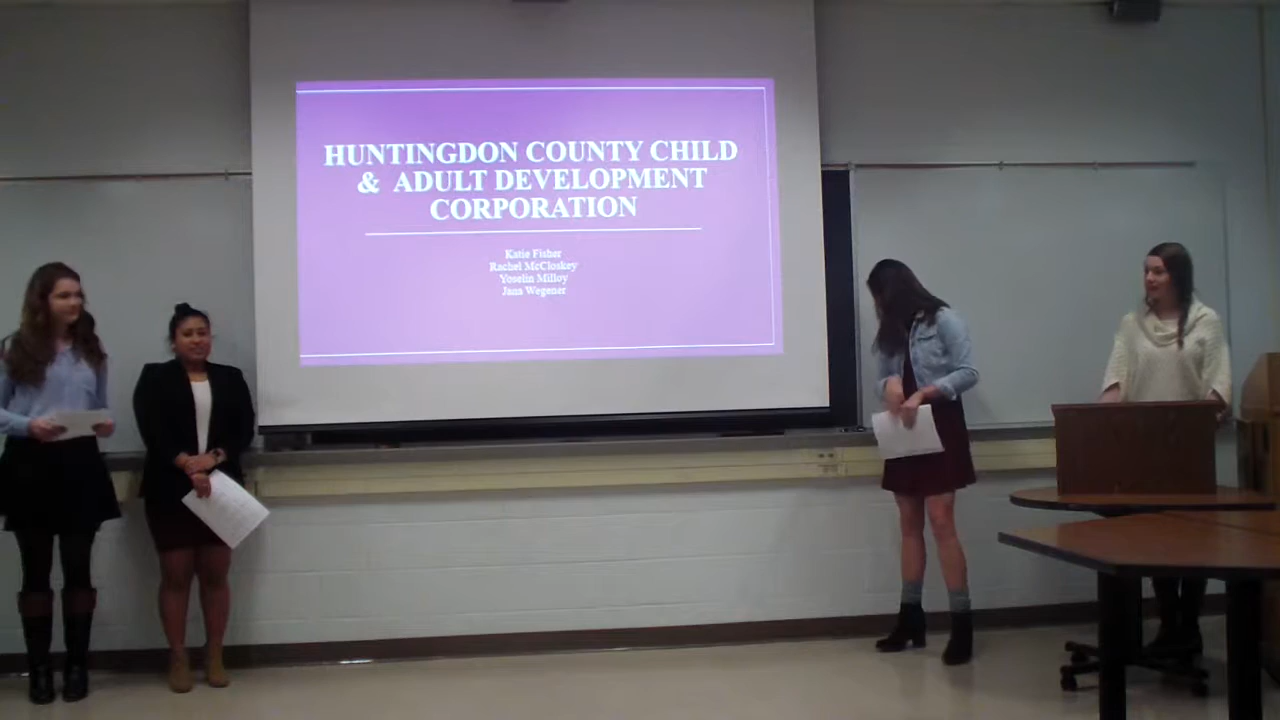 HUNTINGDON COUNTY CHILD
& ADULT DEVELOPMENT
CORPORATION
Katie Fisher
Rachel McCloskey
Yoselin Milloy
Jana Wegener